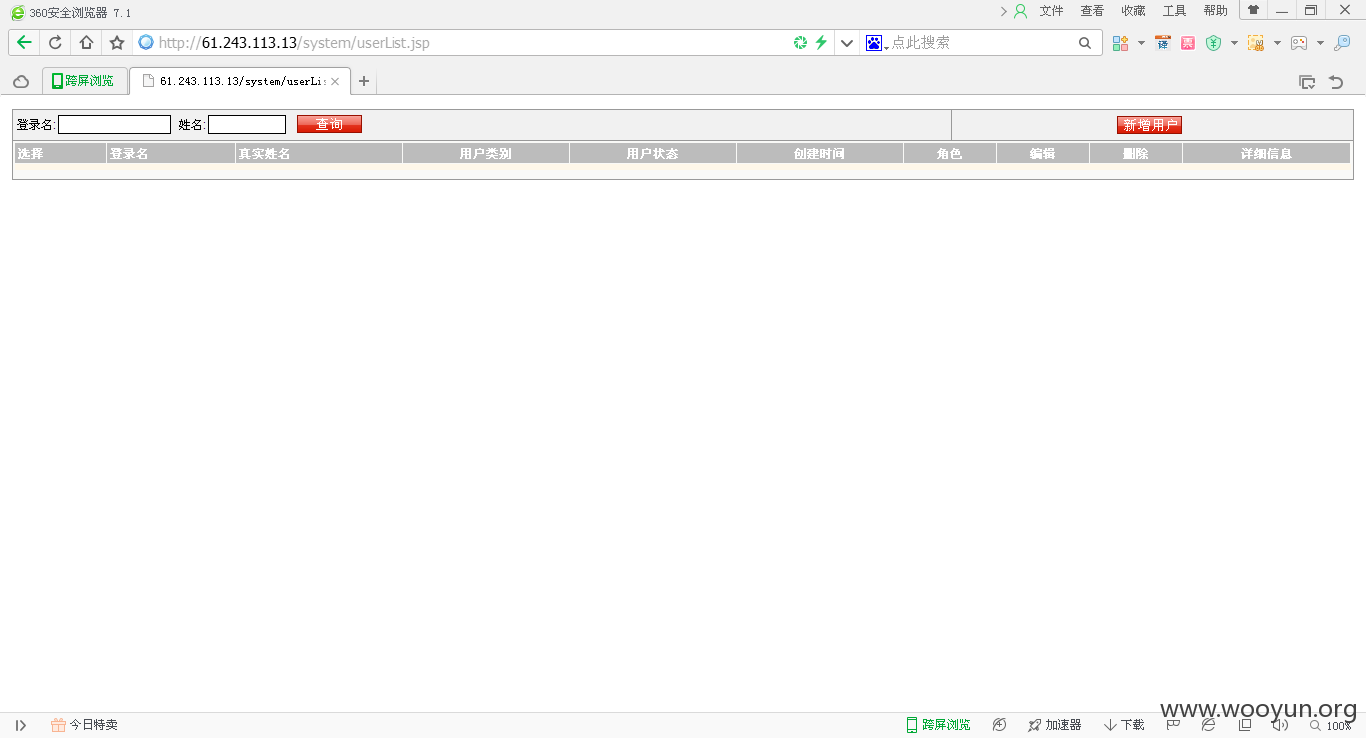 360安全浏览器 7.1
文件 查看 收藏 工具 帮助
http://61.243.113.13/system/userList.jsp
点此搜索
跨屏浏览
61.243.113.13/system/userLi
登录名: 姓名: 查询 新增用户
选择 登录名 真实姓名 用户类别 用户状态 创建时间 角色 编辑 删除 详细信息
www.wooyun.org
今日特卖 跨屏浏览 加速器 下载 100%